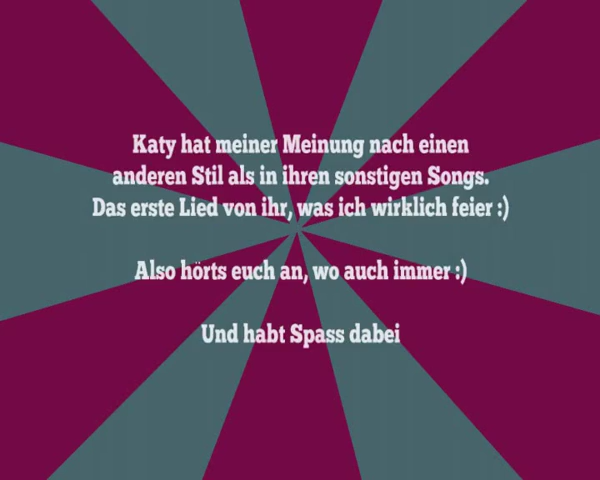 Katy hat meiner Meinung nach einen
anderen Stil als in ihren sonstigen Songs.
Das erste Lied von ihr, was ich wirklich feier :)
Also hörts euch an, wo auch immer :)
Und habt Spass dabei